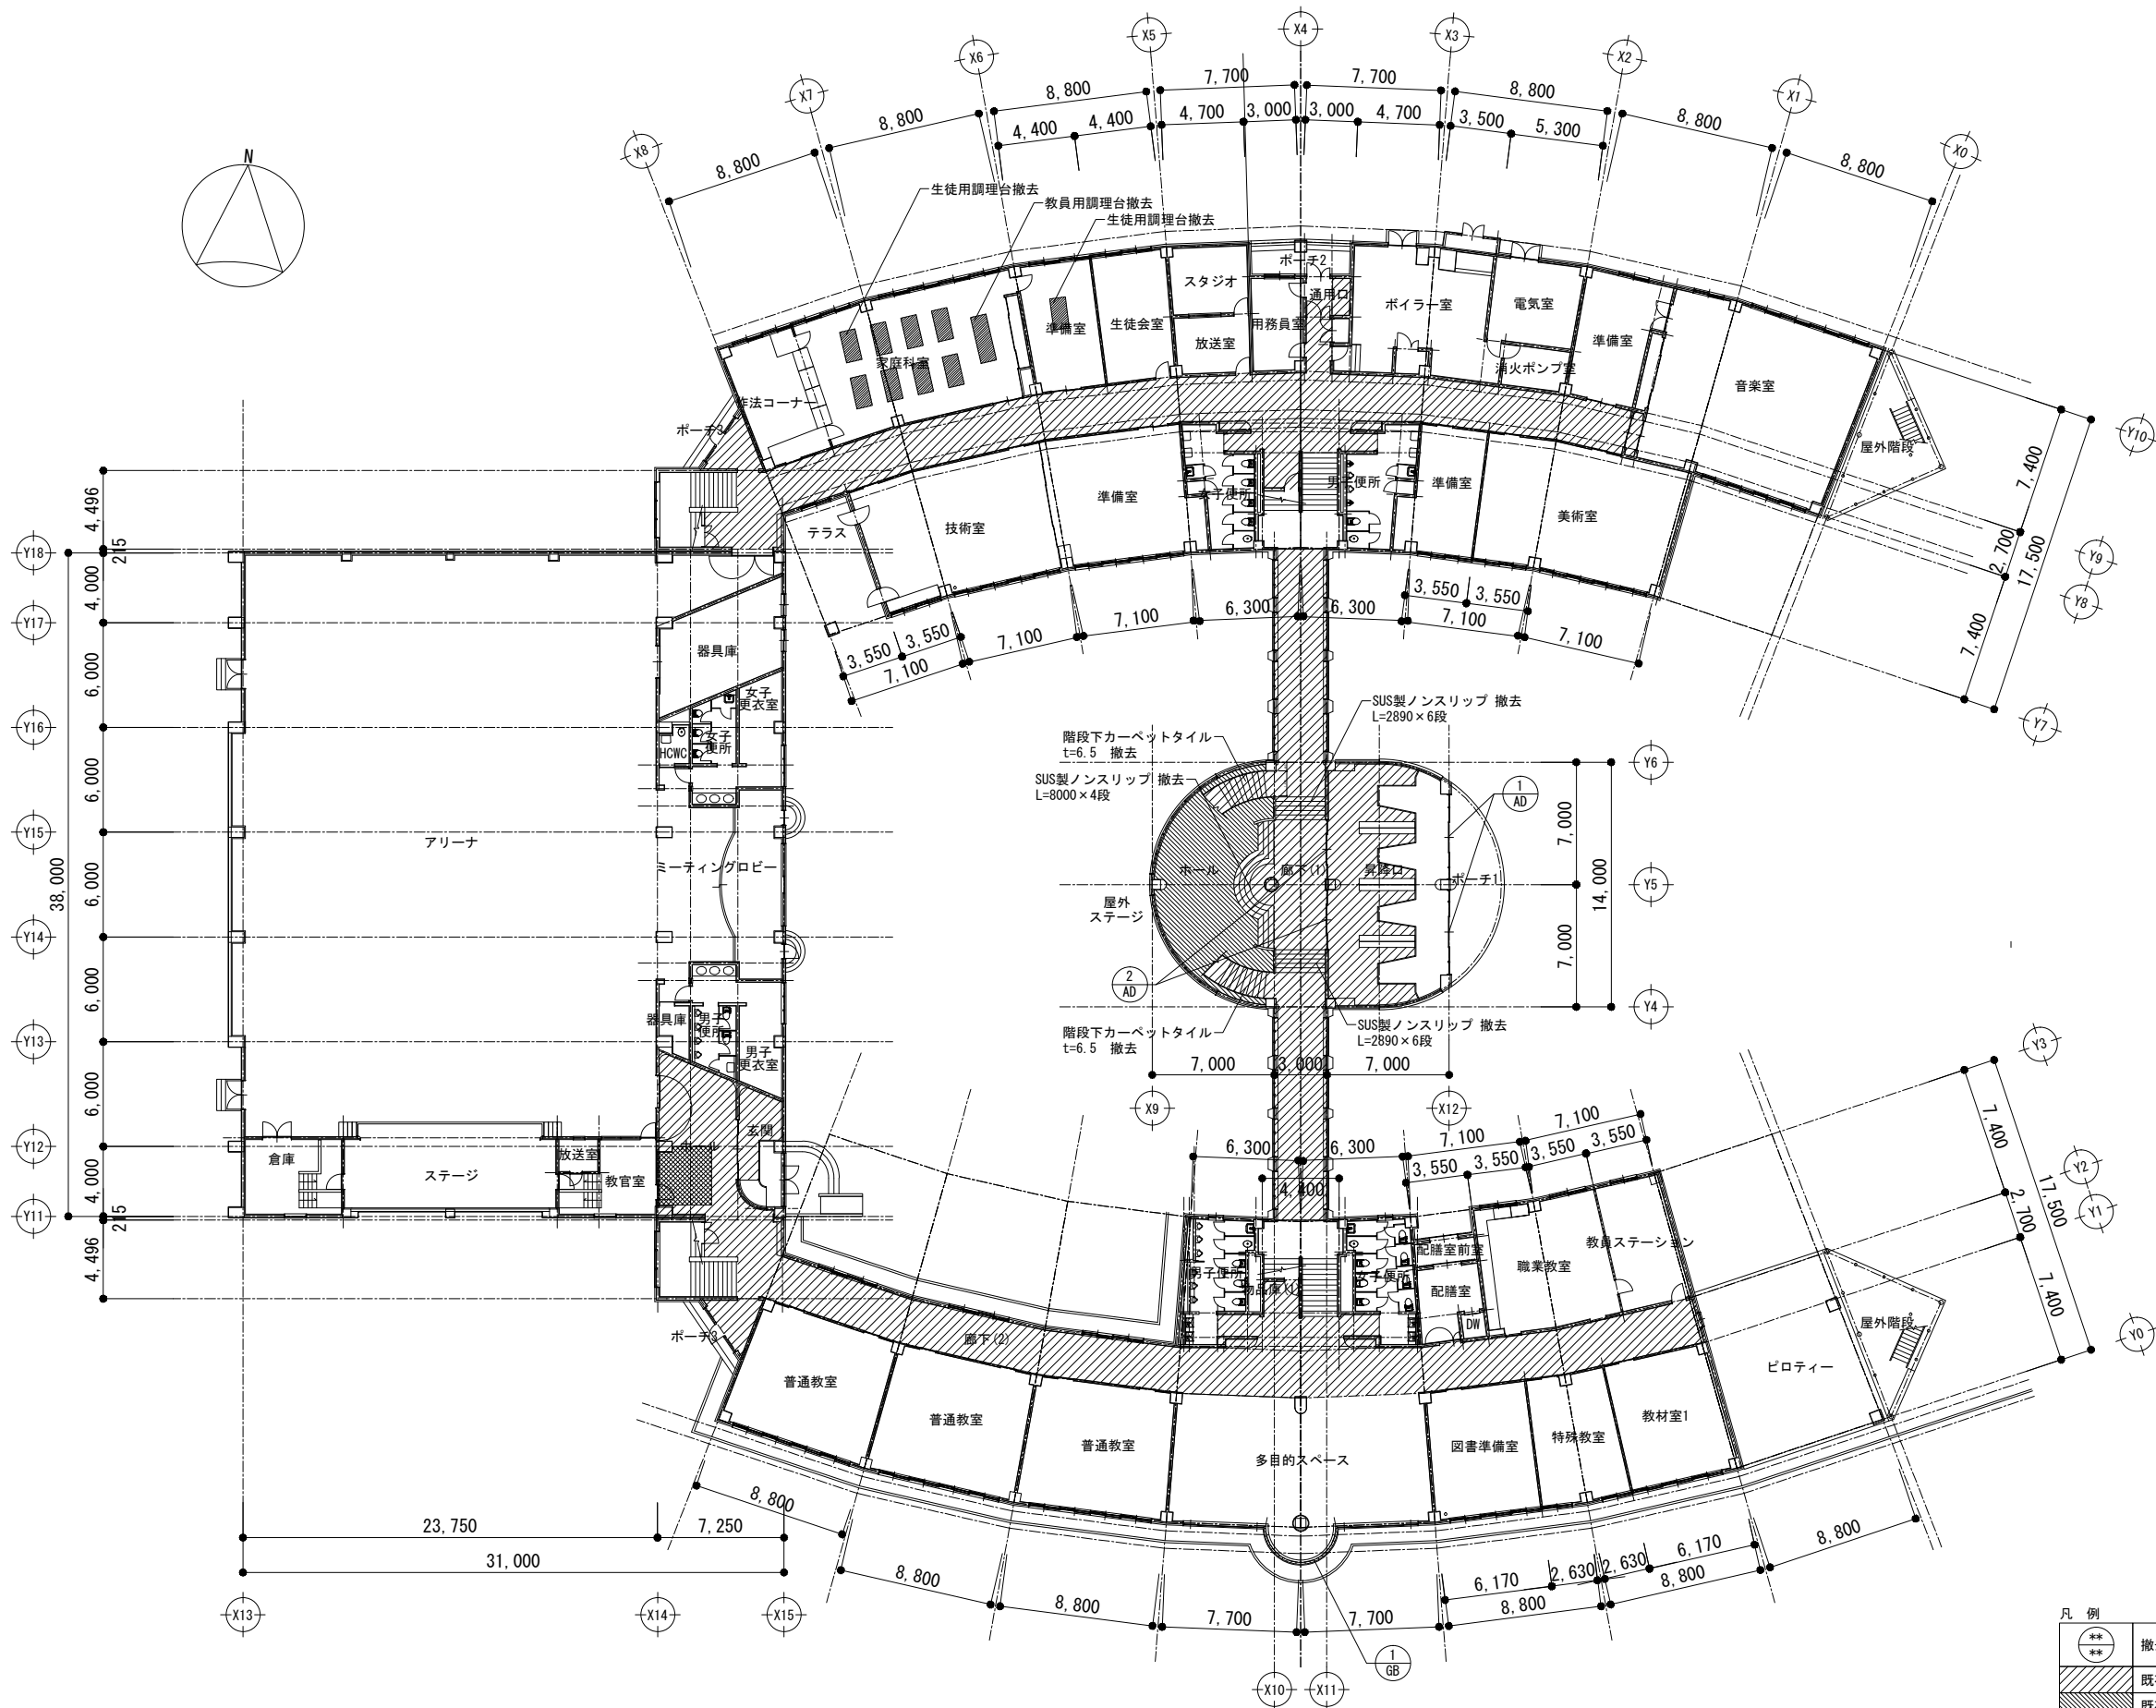 X8
X7
X6
X5
X4
X3
X2
X1
X0
7,700
7,700
8,800
8,800
8,800
8,800
8,800
8,800
4,400
4,400
4,700
3,000
3,000
4,700
3,500
5,300
N
生徒用調理台撤去
教員用調理台撤去
生徒用調理台撤去
ポーチ2
スタジオ
通用口
ボイラー室
電気室
準備室
生徒会室
用務員室
放送室
準備室
家庭科室
消火ポンプ室
音楽室
作法コーナー
ポーチ3
屋外階段
Y10
7,400
2,700
17,500
7,400
Y9
Y8
Y7
テラス
技術室
準備室
女子便所
男子便所
準備室
美術室
4,496
215
Y18
4,000
Y17
6,000
Y16
6,000
Y15
6,000
38,000
Y14
6,000
Y13
6,000
Y12
4,000
Y11
215
4,496
3,550
3,550
7,100
7,100
7,100
6,300
6,300
3,550
3,550
7,100
7,100
器具庫
女子
更衣室
女子
便所
HCWC
アリーナ
ミーティングロビー
器具庫
男子
便所
男子
更衣室
玄関
倉庫
ステージ
放送室
教官室
SUS製ノンスリップ 撤去
L=2890×6段
階段下カーペットタイル
t=6.5 撤去
SUS製ノンスリップ 撤去
L=8000×4段
1
AD
Y6
7,000
14,000
Y5
7,000
Y4
ホール
廊下(1)
昇降口
ポーチ1
屋外
ステージ
2
AD
階段下カーペットタイル
t=6.5 撤去
SUS製ノンスリップ 撤去
L=2890×6段
7,000
3,000
7,000
X9
X12
Y3
7,400
Y2
2,700
Y1
17,500
7,400
Y0
6,300
6,300
7,100
7,100
3,550
3,550
3,550
3,550
4,400
配膳室前室
職業教室
教員ステーション
男子便所
物品庫(1)
女子便所
配膳室
DW
屋外階段
ピロティー
ポーチ3
廊下(2)
普通教室
普通教室
普通教室
多目的スペース
図書準備室
特殊教室
教材室1
8,800
23,750
7,250
31,000
8,800
8,800
7,700
7,700
6,170
2,630
2,630
6,170
8,800
8,800
8,800
X13
X14
X15
1
GB
X10
X11
凡 例
**
**
撤
既
既